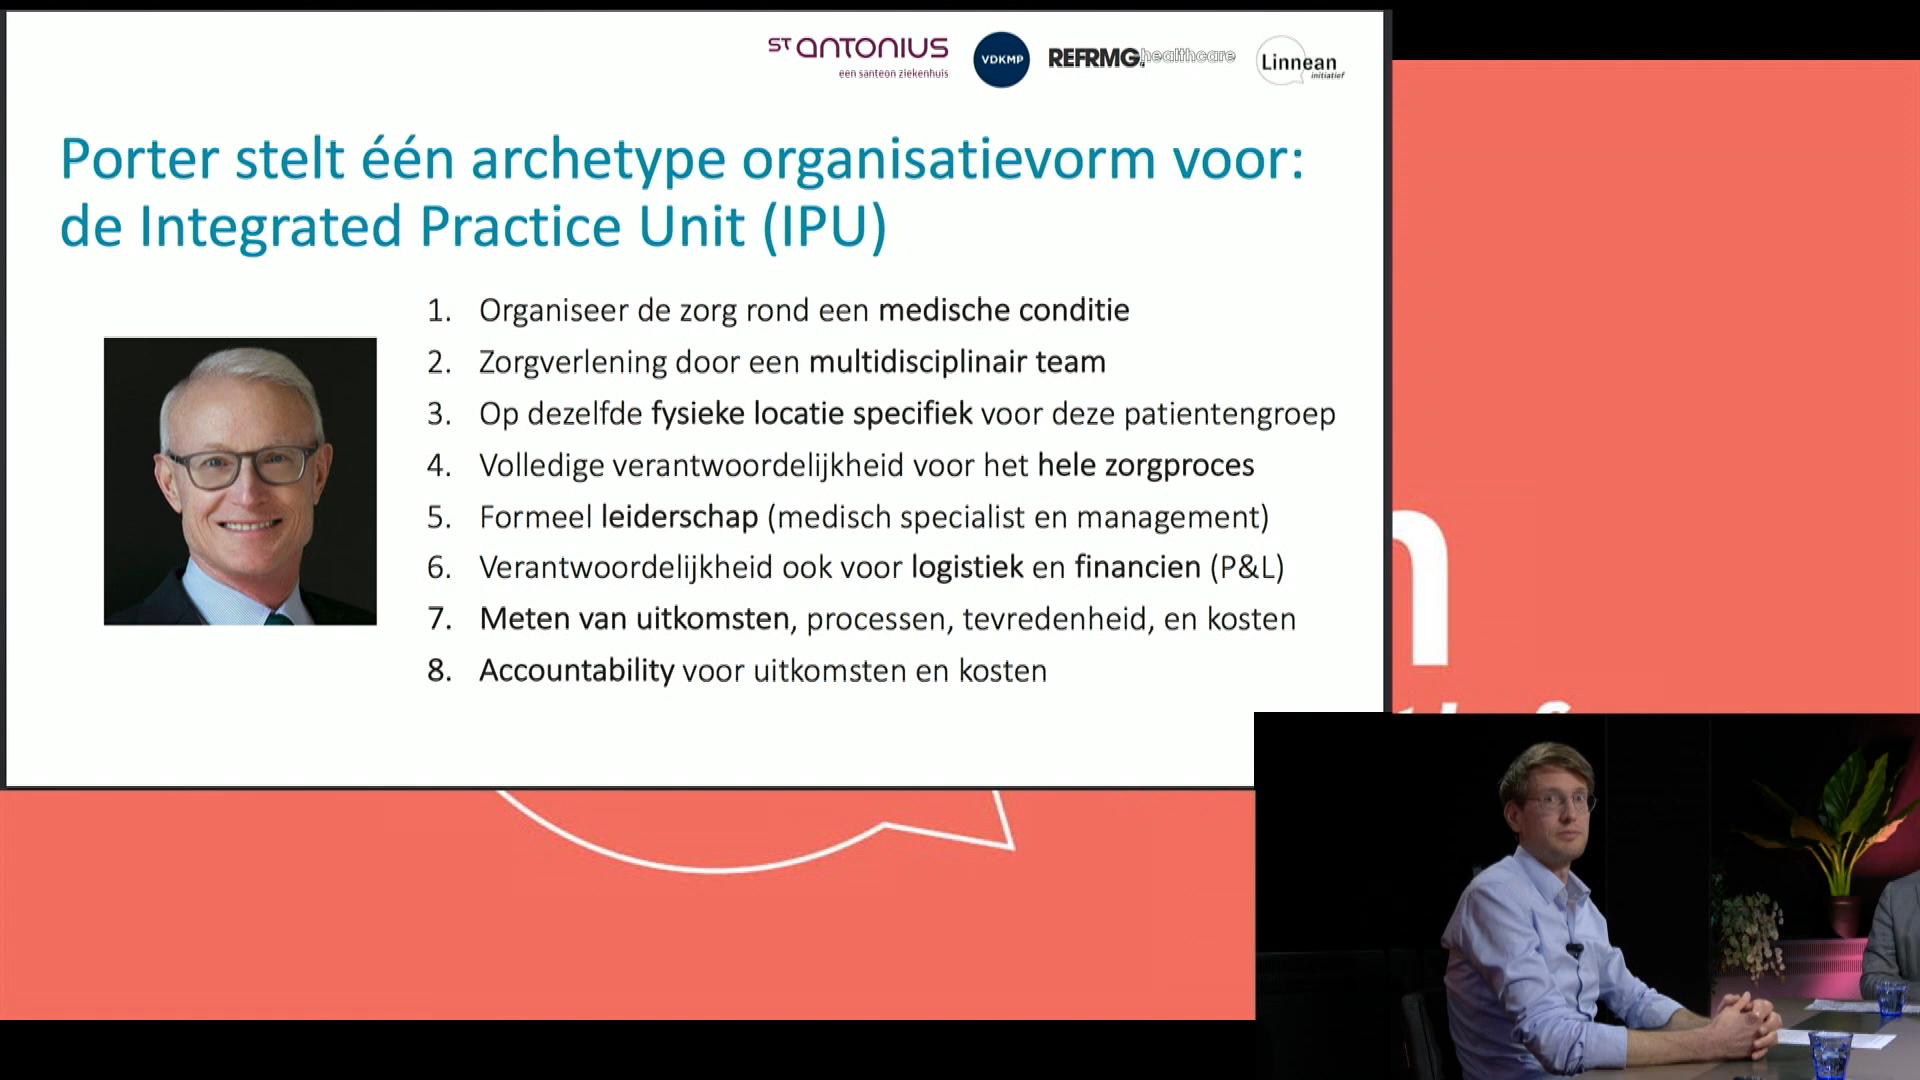 ST ANTONIUS
een santeon ziekenhuis
VDKMP
REFRMG.healthcare
Linnean
initiatief
Porter stelt één archetype organisatievorm voor:
de Integrated Practice Unit (IPU)
1. Organiseer de zorg rond een medische conditie
2. Zorgverlening door een multidisciplinair team
3. Op dezelfde fysieke locatie specifiek voor deze patientengroep
4. Volledige verantwoordelijkheid voor het hele zorgproces
5. Formeel leiderschap (medisch specialist en management)
6. Verantwoordelijkheid ook voor logistiek en financien (P&L)
7. Meten van uitkomsten, processen, tevredenheid, en kosten
8. Accountability voor uitkomsten en kosten
n